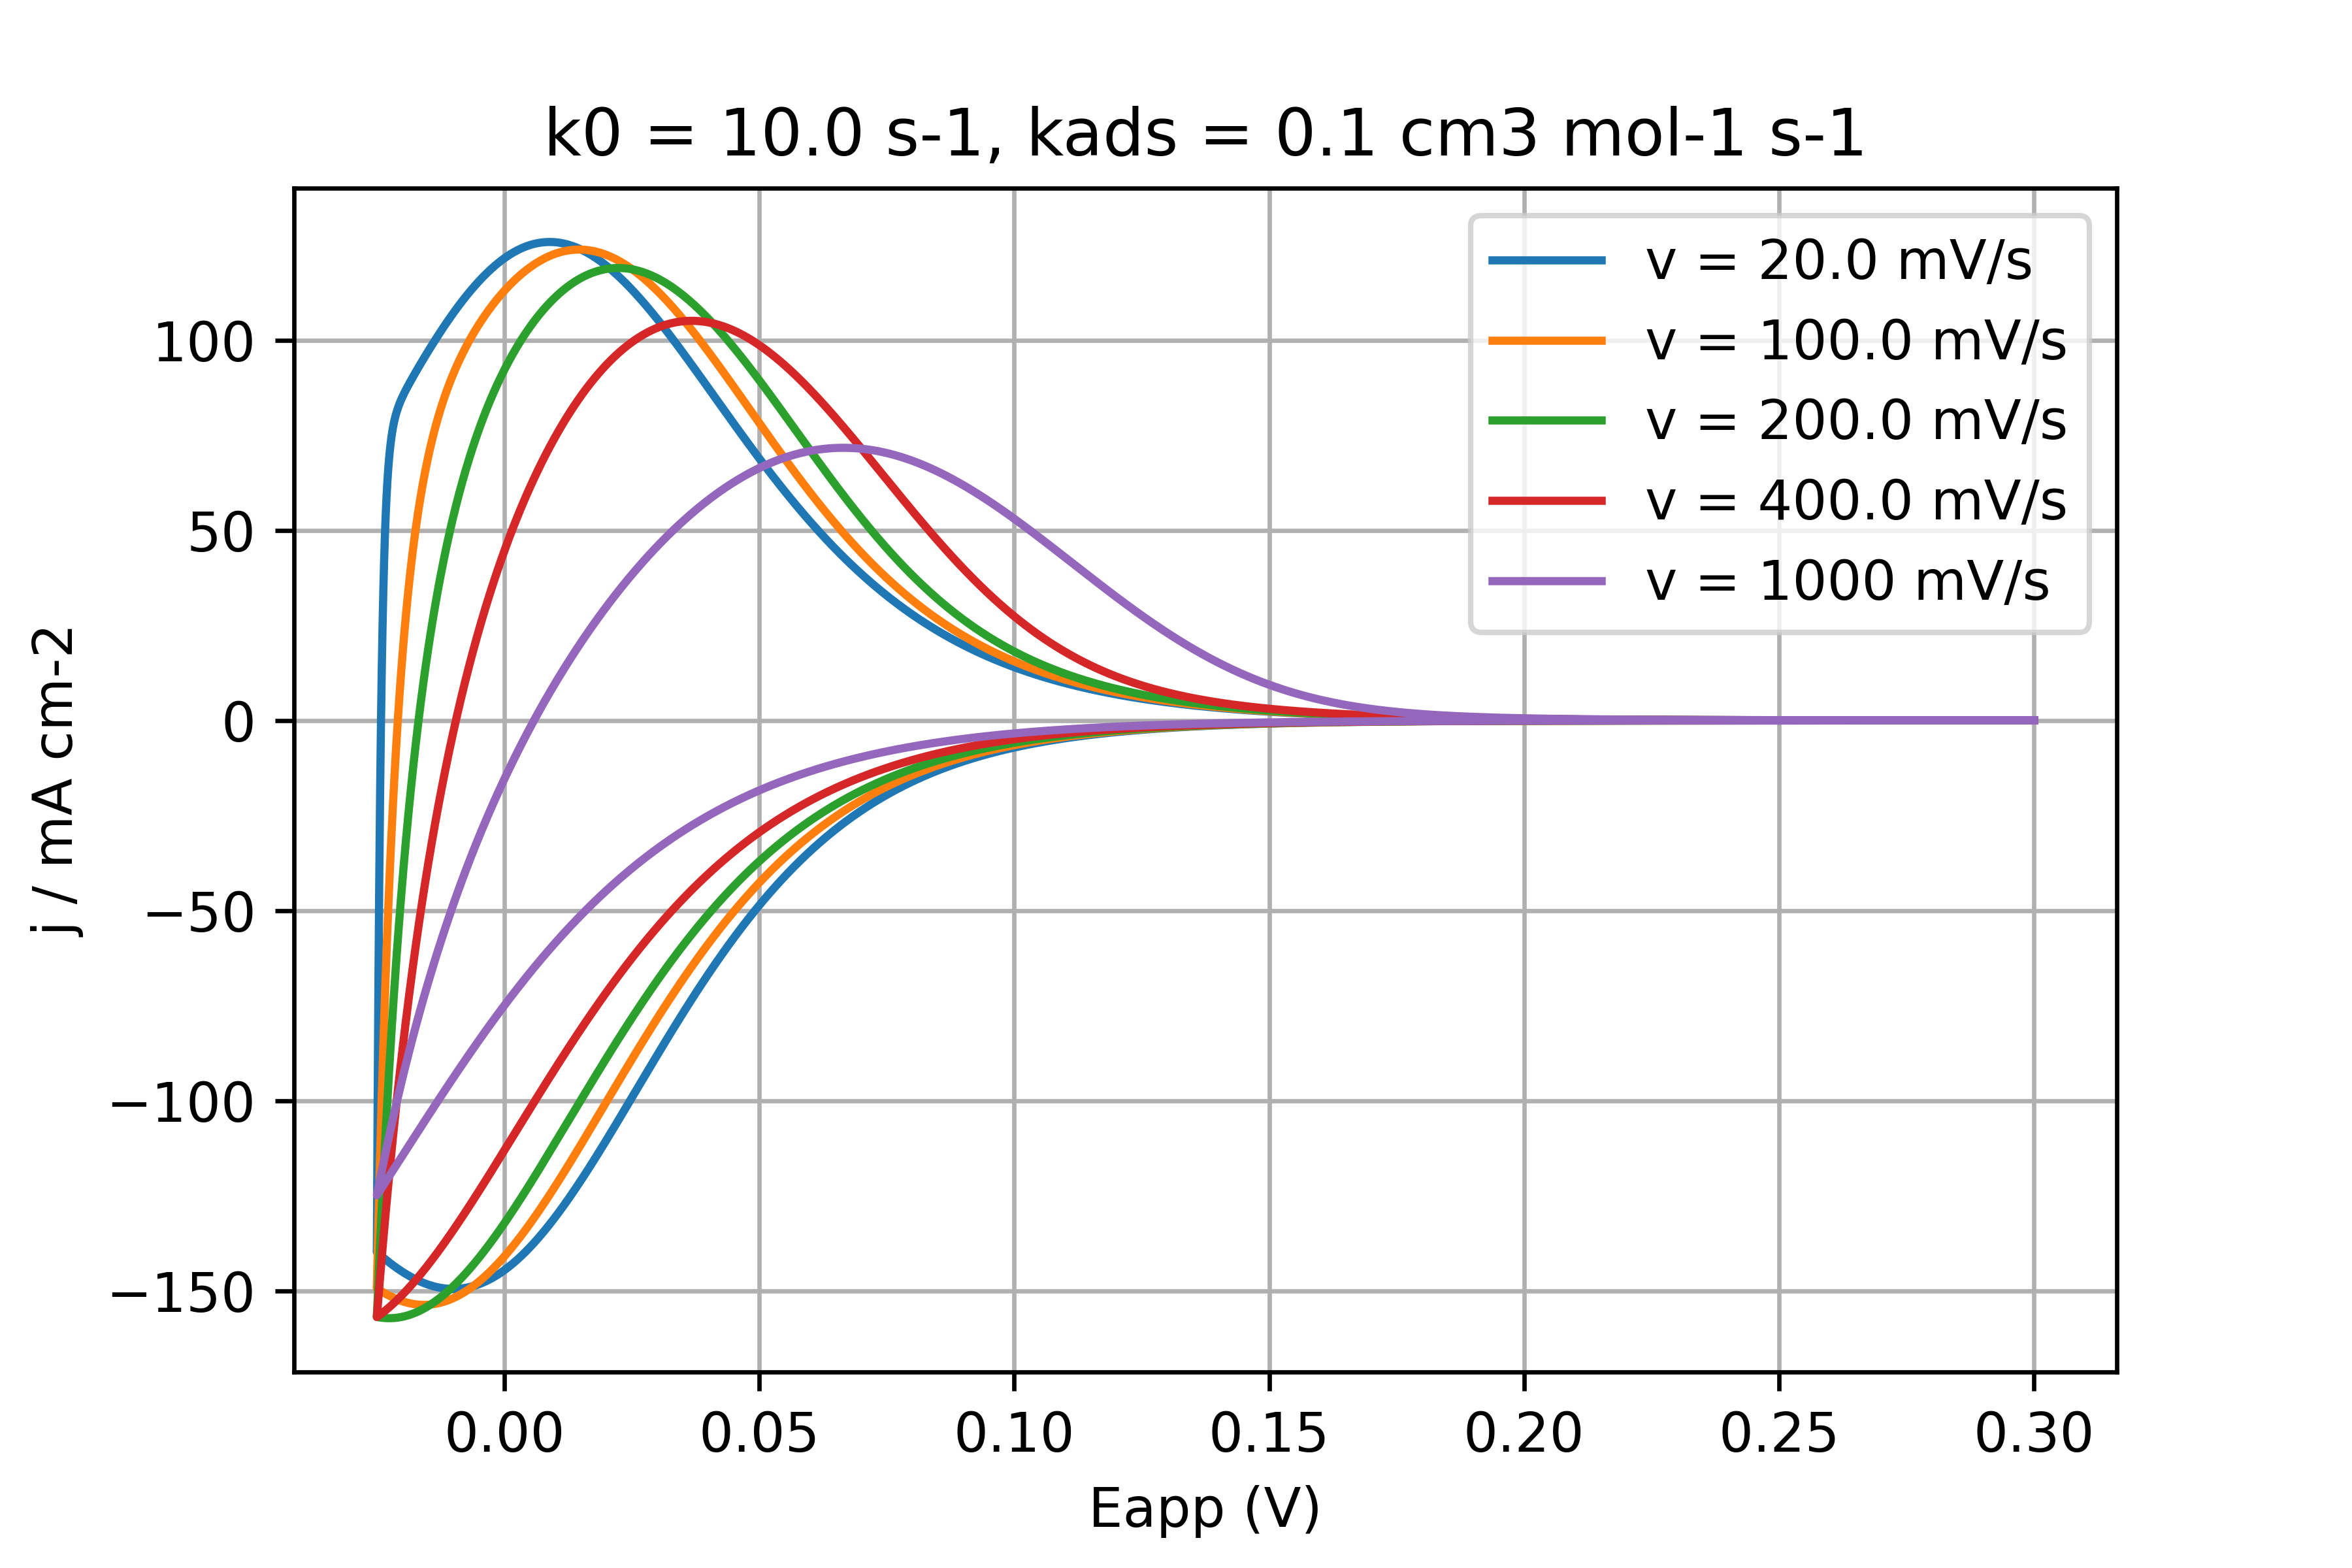 k0 = 10.0 s-1, kads = 0.1 cm3 mol-1 s-1
v = 20.0 mV/s
v = 100.0 mV/s
v = 200.0 mV/s
v = 400.0 mV/s
v = 1000 mV/s
100
50
0
−50
−100
−150
j / mA cm-2
0.00 0.05 0.10 0.15 0.20 0.25 0.30
Eapp (V)